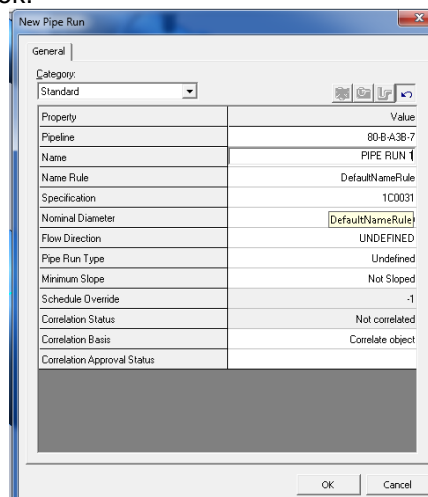 OK.
New Pipe Run
General
Category:
Standard
Property Value
Pipeline 80-B-A3B-7
Name PIPE RUN 1
Name Rule DefaultNameRule
Specification 1C0031
Nominal Diameter DefaultNameRule
Flow Direction UNDEFINED
Pipe Run Type Undefined
Minimum Slope Not Sloped
Schedule Override -1
Correlation Status Not correlated
Correlation Basis Correlate object
Correlation Approval Status
OK Cancel